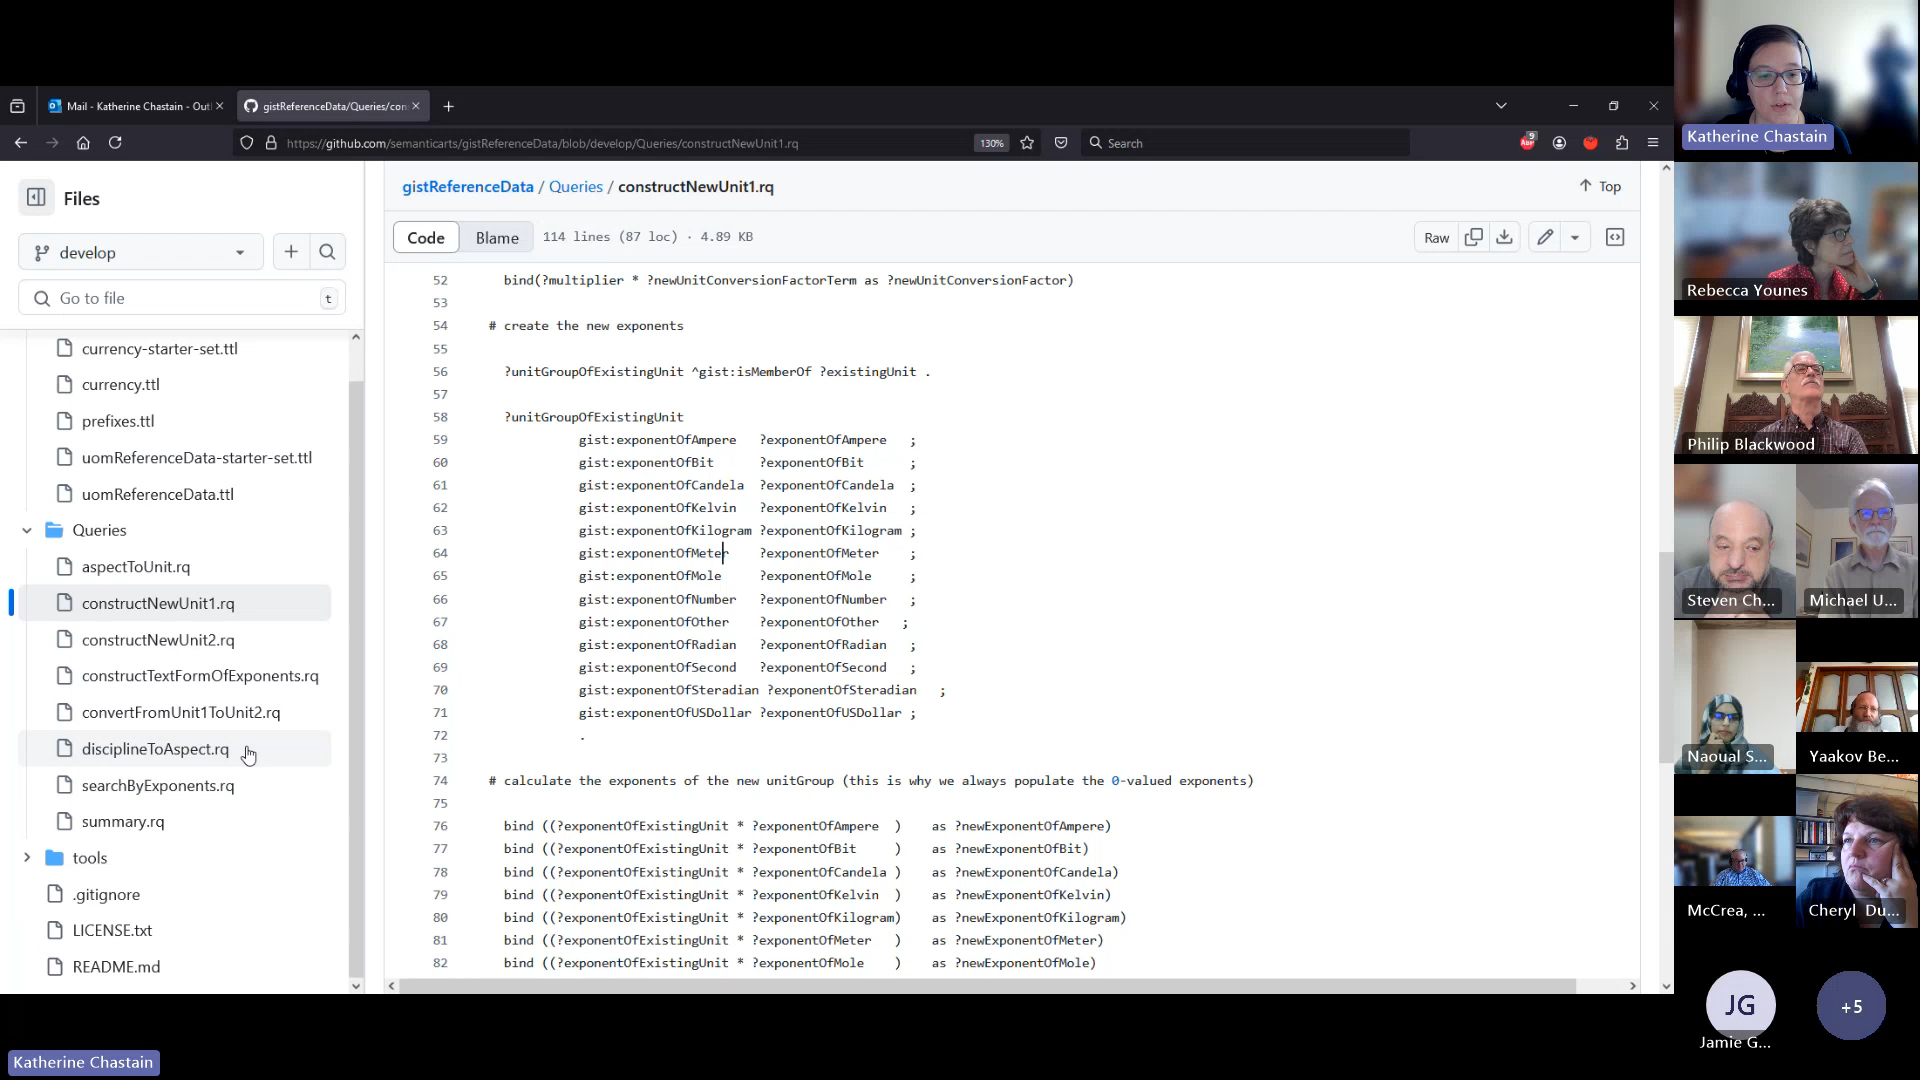 Mail - Katherine Chastain - Outl
gistReferenceData/Queries/con
https://github.com/semanticarts/gistReferenceData/blob/develop/Queries/constructNewUnit1.rq
130%
Search
9
ABP
Files
develop
Go to file
t
currency-starter-set.ttl
currency.ttl
prefixes.ttl
uomReferenceData-starter-set.ttl
uomReferenceData.ttl
Queries
aspectToUnit.rq
constructNewUnit1.rq
constructNewUnit2.rq
constructTextFormOfExponents.rq
convertFromUnit1ToUnit2.rq
disciplineToAspect.rq
searchByExponents.rq
summary.rq
tools
.gitignore
LICENSE.txt
README.md
gistReferenceData / Queries / constructNewUnit1.rq
Top
Code Blame 114 lines (87 loc) · 4.89 KB
Raw
52 bind(?multiplier * ?newUnitConversionFactorTerm as ?newUnitConversionFactor)
53
54 # create the new exponents
55
56 ?unitGroupOfExistingUnit ^gist:isMemberOf ?existingUnit .
57
58 ?unitGroupOfExistingUnit
59 gist:exponentOfAmpere ?exponentOfAmpere ;
60 gist:exponentOfBit ?exponentOfBit ;
61 gist:exponentOfCandela ?exponentOfCandela ;
62 gist:exponentOfKelvin ?exponentOfKelvin ;
63 gist:exponentOfKilogram ?exponentOfKilogram ;
64 gist:exponentOfMeter ?exponentOfMeter ;
65 gist:exponentOfMole ?exponentOfMole ;
66 gist:exponentOfNumber ?exponentOfNumber ;
67 gist:exponentOfOther ?exponentOfOther ;
68 gist:exponentOfRadian ?exponentOfRadian ;
69 gist:exponentOfSecond ?exponentOfSecond ;
70 gist:exponentOfSteradian ?exponentOfSteradian ;
71 gist:exponentOfUSDollar ?exponentOfUSDollar ;
72 .
73
74 # calculate the exponents of the new unitGroup (this is why we always populate the 0-valued exponents)
75
76 bind ((?exponentOfExistingUnit * ?exponentOfAmpere ) as ?newExponentOfAmpere)
77 bind ((?exponentOfExistingUnit * ?exponentOfBit ) as ?newExponentOfBit)
78 bind ((?exponentOfExistingUnit * ?exponentOfCandela ) as ?newExponentOfCandela)
79 bind ((?exponentOfExistingUnit * ?exponentOfKelvin ) as ?newExponentOfKelvin)
80 bind ((?exponentOfExistingUnit * ?exponentOfKilogram) as ?newExponentOfKilogram)
81 bind ((?exponentOfExistingUnit * ?exponentOfMeter ) as ?newExponentOfMeter)
82 bind ((?exponentOfExistingUnit * ?exponentOfMole ) as ?newExponentOfMole)
Katherine Chastain
Rebecca Younes
Philip Blackwood
Steven Ch...
Michael U...
Naoual S...
Yaakov Be...
McCrea, ...
Cheryl Du...
JG
Jamie G...
+5
Katherine Chastain